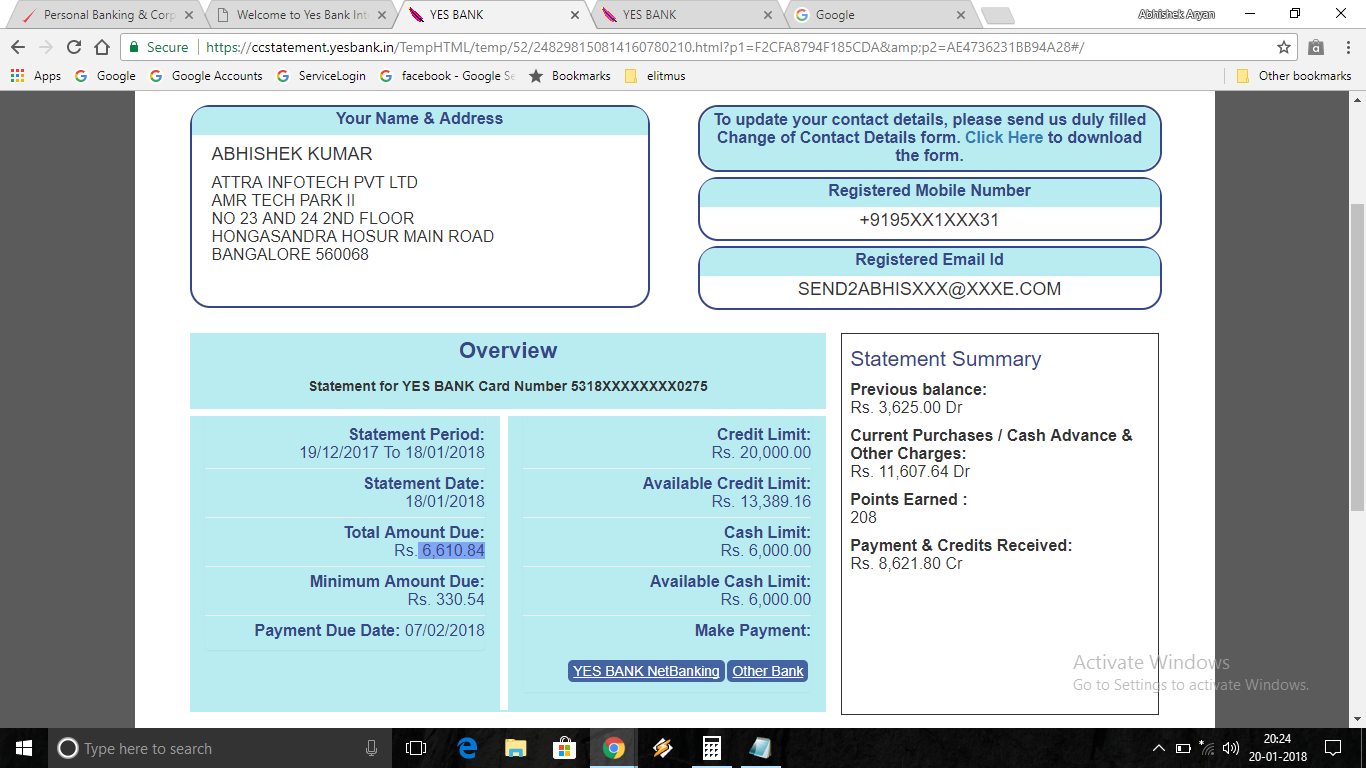 Personal Banking & Corp
Welcome to Yes Bank Int
YES BANK
YES BANK
Google
Abhishek Aryan
Secure
https://ccstatement.yesbank.in/TempHTML/temp/52/248298150814160780210.html?p1=F2CFA8794F185CDA&amp;p2=AE4736231BB94A28#/
Apps
Google
Google Accounts
ServiceLogin
facebook - Google Se
Bookmarks
elitmus
Other bookmarks
Your Name & Address
ABHISHEK KUMAR
ATTRA INFOTECH PVT LTD
AMR TECH PARK II
NO 23 AND 24 2ND FLOOR
HONGASANDRA HOSUR MAIN ROAD
BANGALORE 560068
To update your contact details, please send us duly filled
Change of Contact Details form. Click Here to download
the form.
Registered Mobile Number
+9195XX1XXX31
Registered Email Id
SEND2ABHISXXX@XXXE.COM
Overview
Statement for YES BANK Card Number 5318XXXXXXXX0275
Statement Period:
19/12/2017 To 18/01/2018
Statement Date:
18/01/2018
Total Amount Due:
Rs. 6,610.84
Minimum Amount Due:
Rs. 330.54
Payment Due Date: 07/02/2018
Credit Limit:
Rs. 20,000.00
Available Credit Limit:
Rs. 13,389.16
Cash Limit:
Rs. 6,000.00
Available Cash Limit:
Rs. 6,000.00
Make Payment:
YES BANK NetBanking Other Bank
Statement Summary
Previous balance:
Rs. 3,625.00 Dr
Current Purchases / Cash Advance &
Other Charges:
Rs. 11,607.64 Dr
Points Earned :
208
Payment & Credits Received:
Rs. 8,621.80 Cr
Activate Windows
Go to Settings to activate Windows.
Type here to search
20:24
20-01-2018